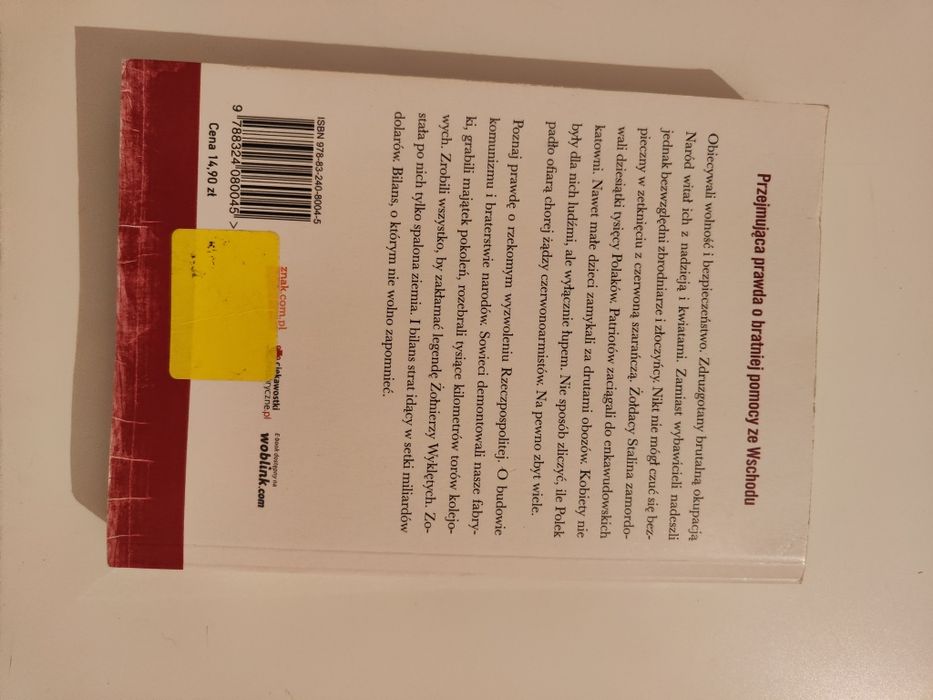 Przejmująca prawda o bratniej pomocy ze Wschodu
Obiecywali wolność i bezpieczeństwo. Zdruzgotany brutalną okupacją
Naród witał ich z nadzieją i kwiatami. Zamiast wybawicieli nadeszli
jednak bezwzględni zbrodniarze i złoczyńcy. Nikt nie mógł czuć się bez-
pieczny w zetknięciu z czerwoną szarańczą. Żołdacy Stalina zamordo-
wali dziesiątki tysięcy Polaków. Patriotów zaciągali do enkawudowskich
katowni. Nawet małe dzieci zamykali za drutami obozów. Kobiety nie
były dla nich ludźmi, ale wyłącznie łupem. Nie sposób zliczyć, ile Polek
padło ofiarą chorej żądzy czerwonoarmistów. Na pewno zbyt wiele.
Poznaj prawdę o rzekomym wyzwoleniu Rzeczpospolitej. O budowie
komunizmu i braterstwie narodów. Sowieci demontowali nasze fabry-
ki, grabili majątek pokoleń, rozebrali tysiące kilometrów torów kolejo-
wych. Zrobili wszystko, by zakłamać legendę Żołnierzy Wyklętych. Zo-
stała po nich tylko spalona ziemia. I bilans strat idący w setki miliardów
dolarów. Bilans, o którym nie wolno zapomnieć.
ISBN 978-83-240-8004-5
9 788324 080045 >
Cena 14,90 zł
znak.com.pl
ciekawostki
ryczne.pl
E-book dostępny na
woblink.com